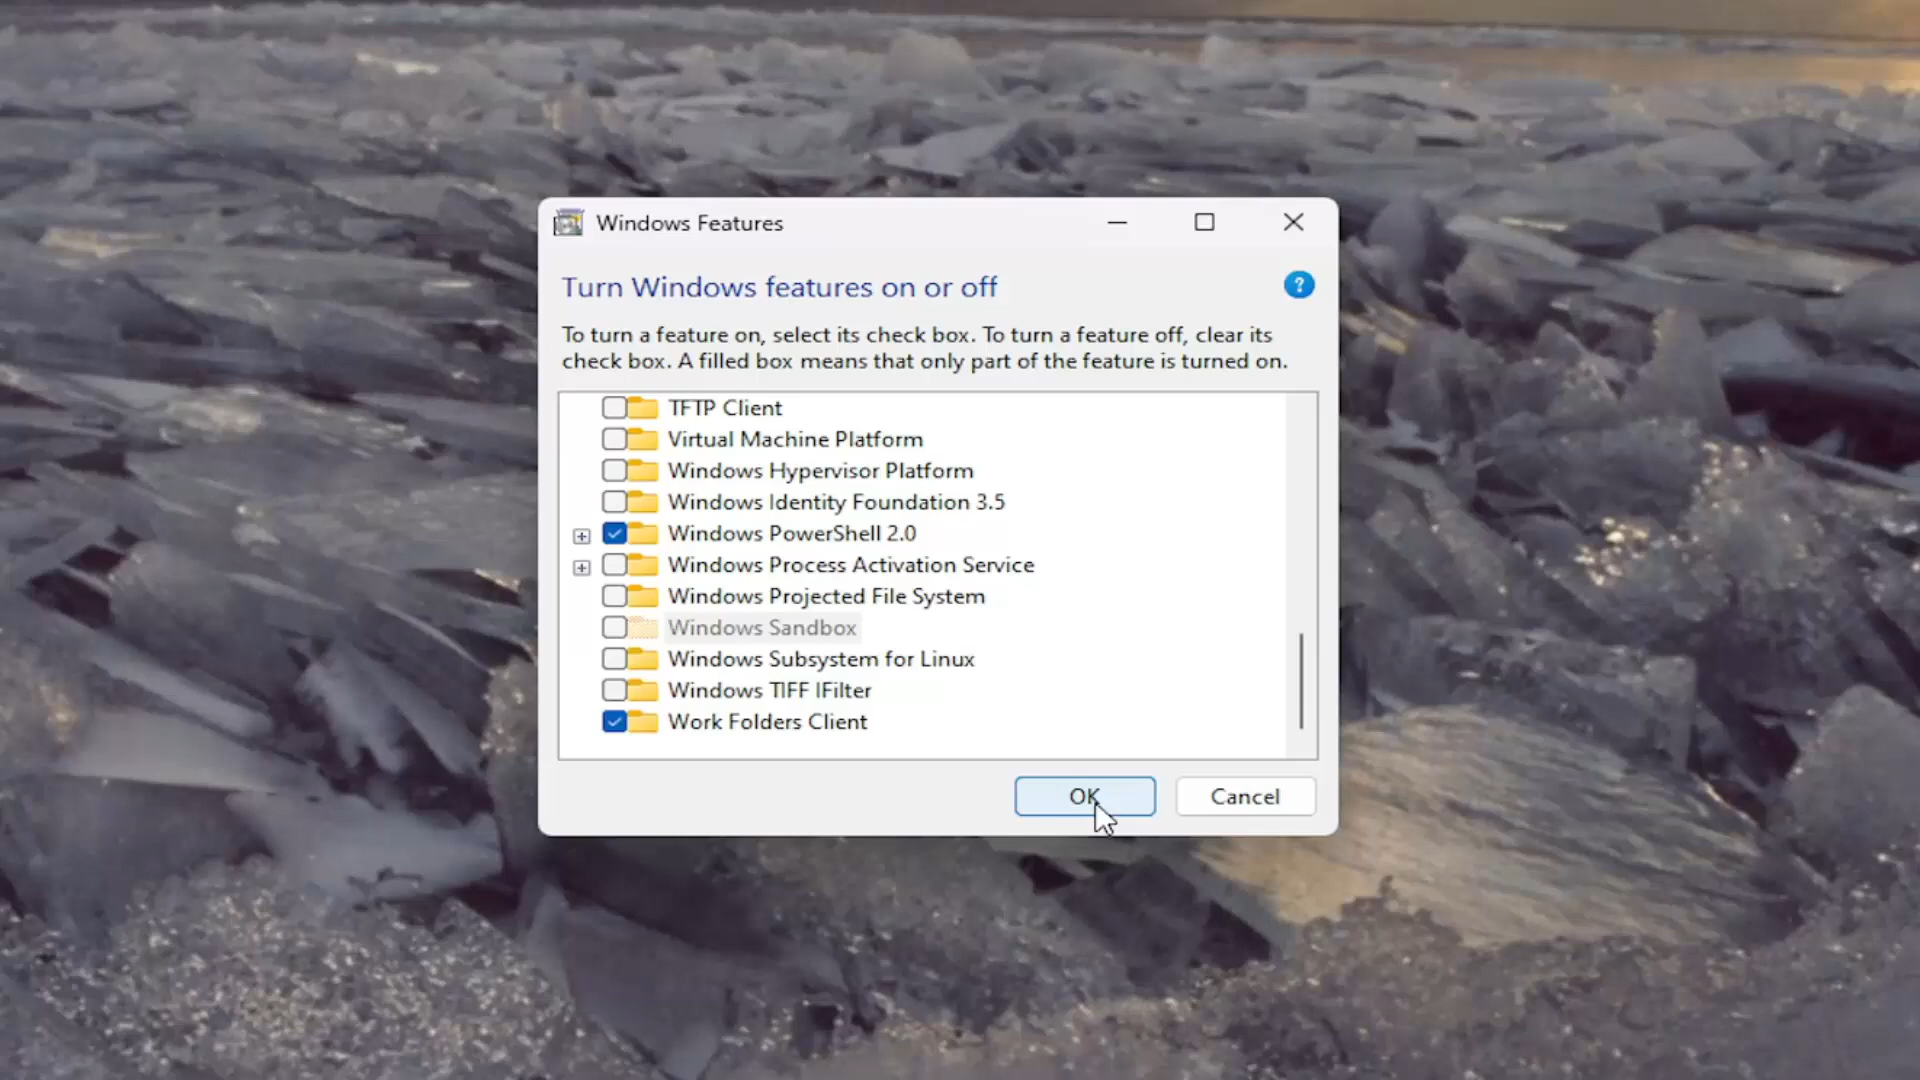 Windows Features
Turn Windows features on or off
?
To turn a feature on, select its check box. To turn a feature off, clear its
check box. A filled box means that only part of the feature is turned on.
TFTP Client
Virtual Machine Platform
Windows Hypervisor Platform
Windows Identity Foundation 3.5
Windows PowerShell 2.0
Windows Process Activation Service
Windows Projected File System
Windows Sandbox
Windows Subsystem for Linux
Windows TIFF IFilter
Work Folders Client
OK
Cancel